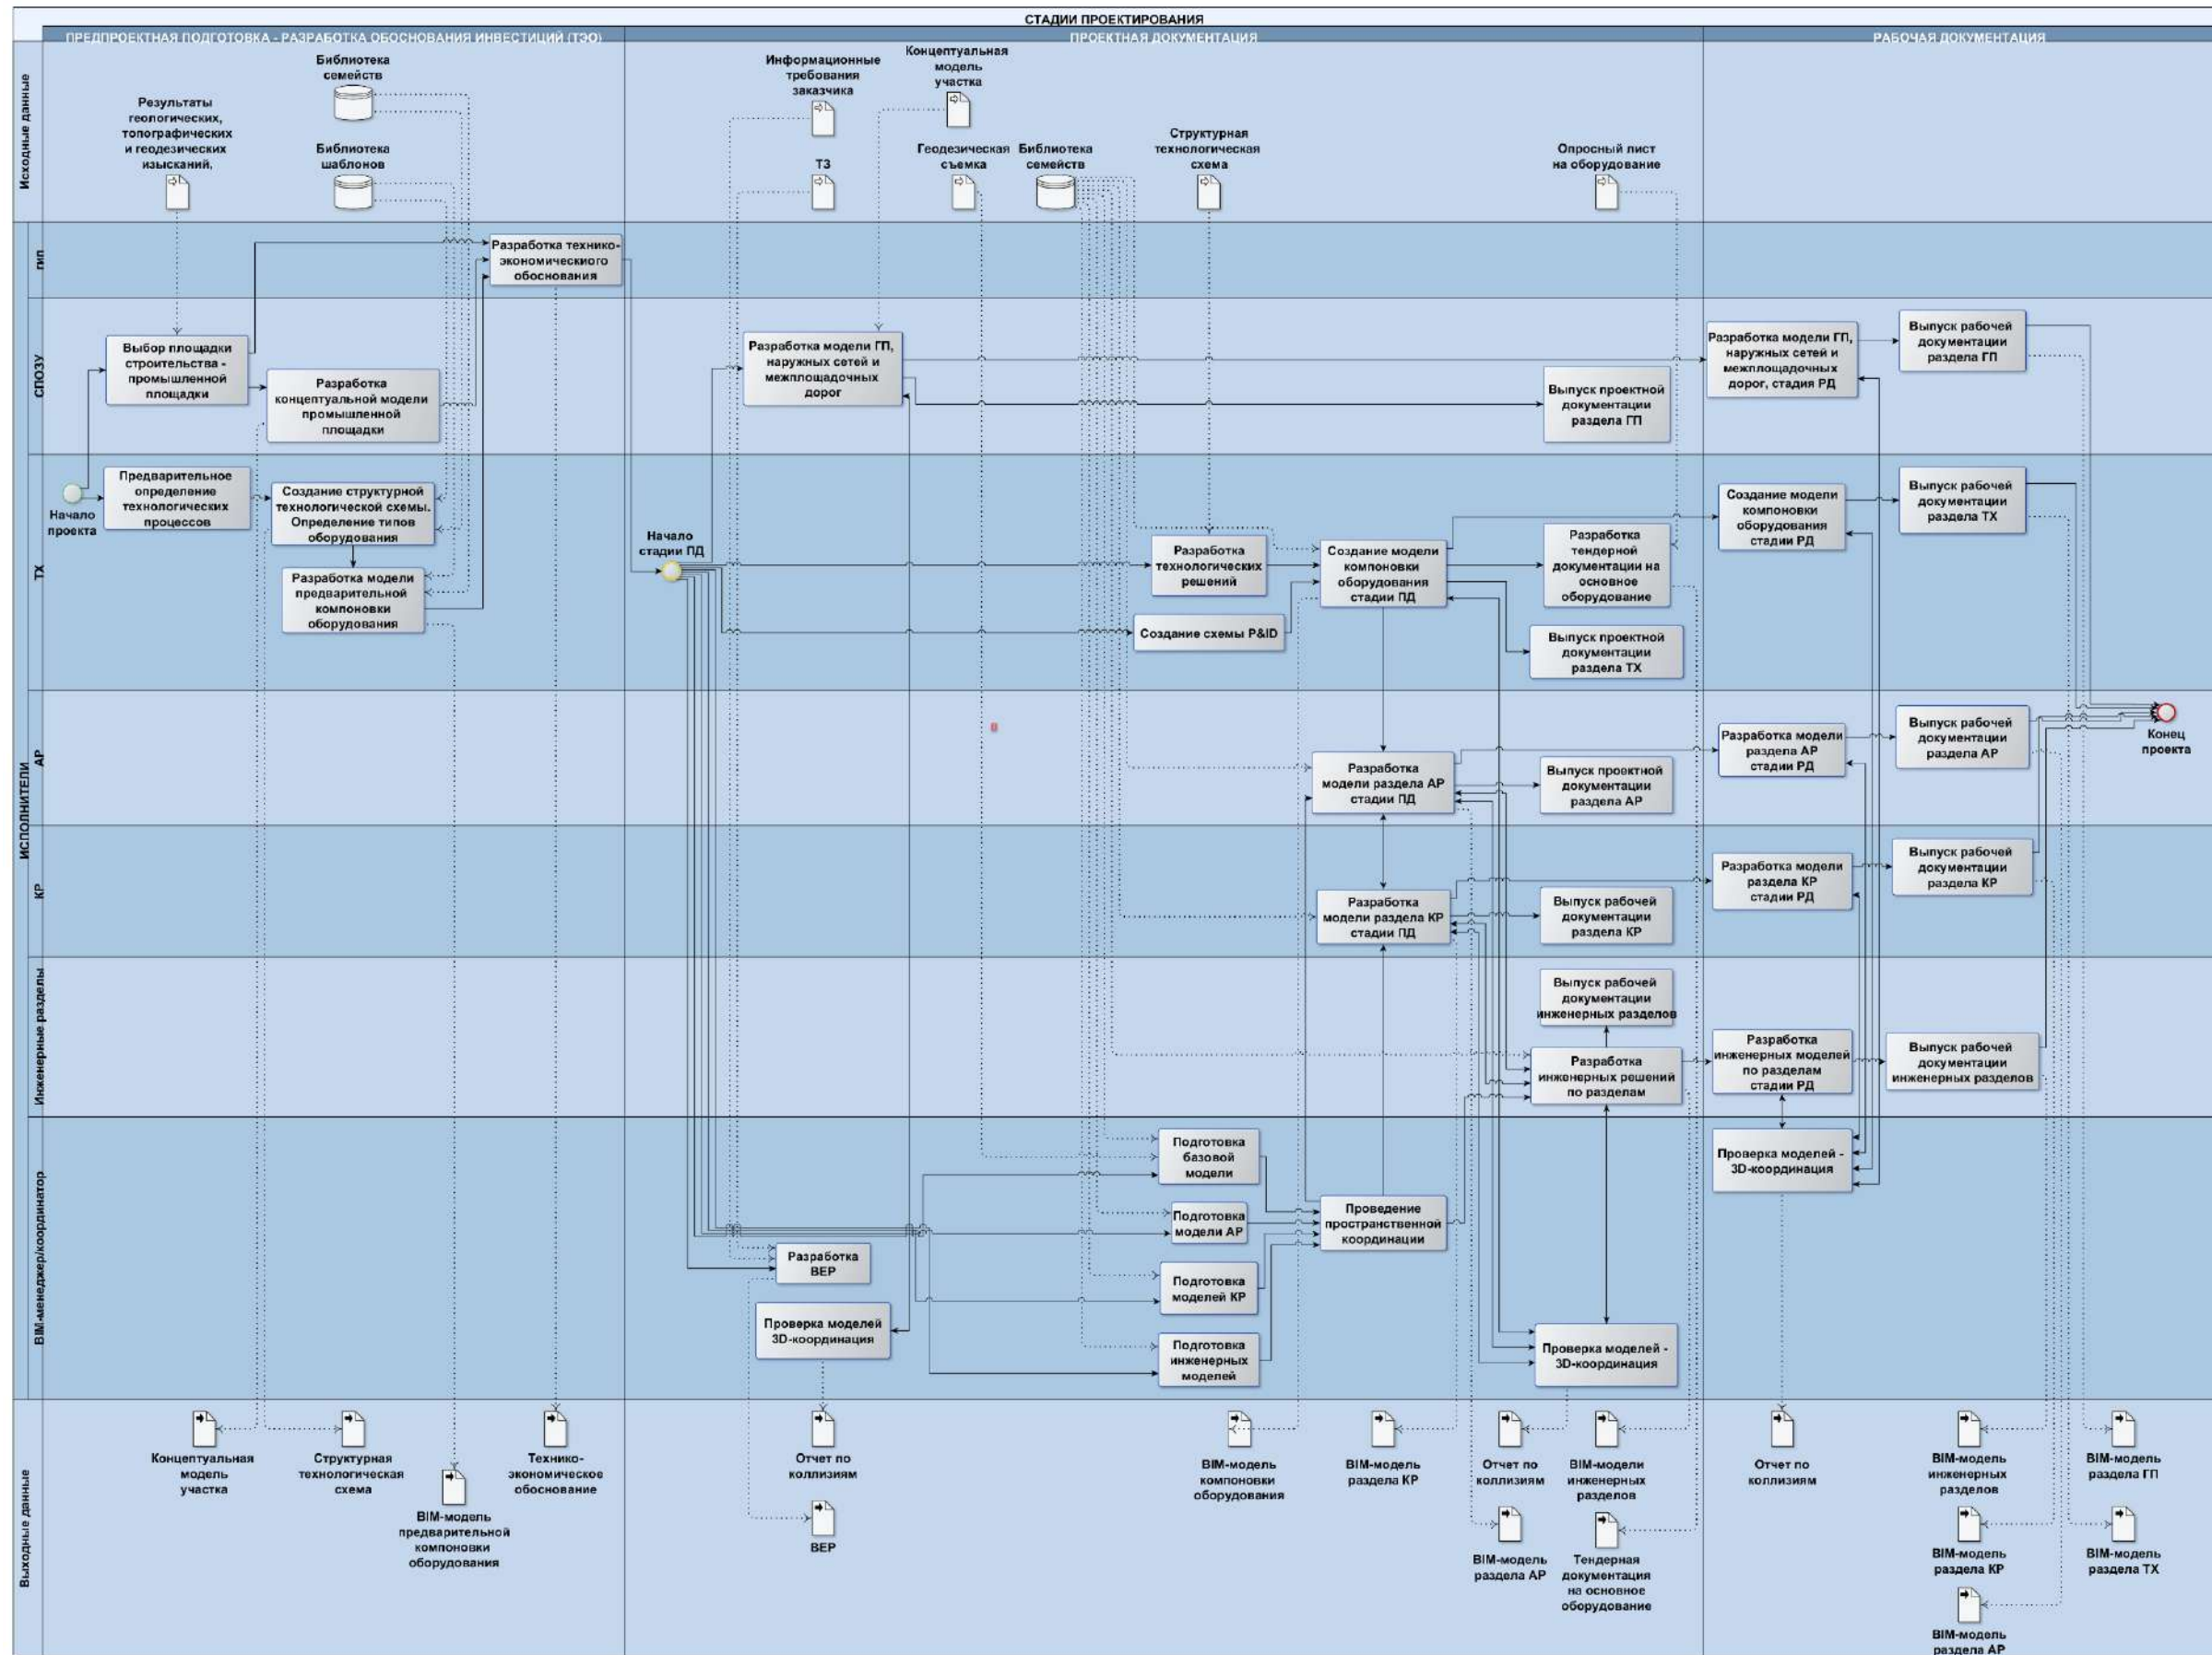 СТАДИИ ПРОЕКТИРОВАНИЯ
ПРЕДПРОЕКТНАЯ ПОДГОТОВКА - РАЗРАБОТКА ОБОСНОВАНИЯ ИНВЕСТИЦИЙ (ТЭО)
ПРОЕКТНАЯ ДОКУМЕНТАЦИЯ
РАБОЧАЯ ДОКУМЕНТАЦИЯ
Исходные данные
Результаты
геологических,
топографических
и геодезических
изысканий.
Библиотека
семейств
Библиотека
шаблонов
Информационные
требования
заказчика
ТЗ
Концептуальная
модель
участка
Геодезическая
съемка
Библиотека
семейств
Структурная
технологическая
схема
Опросный лист
на оборудование
ИСПОЛНИТЕЛИ
ГИП
Разработка технико-
экономического
обоснования
СПОЗУ
Выбор площадки
строительства -
промышленной
площадки
Разработка
концептуальной модели
промышленной
площадки
Разработка модели ГП,
наружных сетей и
межплощадочных
дорог
Выпуск проектной
документации
раздела ГП
Разработка модели ГП,
наружных сетей и
межплощадочных
дорог, стадия РД
Выпуск рабочей
документации
раздела ГП
ТХ
Начало
проекта
Предварительное
определение
технологических
процессов
Создание структурной
технологической схемы.
Определение типов
оборудования
Разработка модели
предварительной
компоновки
оборудования
Начало
стадии ПД
Разработка
технологических
решений
Создание схемы P&ID
Создание модели
компоновки
оборудования
стадии ПД
Разработка
тендерной
документации на
основное
оборудование
Выпуск проектной
документации
раздела ТХ
Создание модели
компоновки
оборудования
стадии РД
Выпуск рабочей
документации
раздела ТХ
АР
Разработка
модели раздела АР
стадии ПД
Выпуск проектной
документации
раздела АР
Разработка модели
раздела АР
стадии РД
Выпуск рабочей
документации
раздела АР
Конец
проекта
КР
Разработка
модели раздела КР
стадии ПД
Выпуск рабочей
документации
раздела КР
Разработка модели
раздела КР
стадии РД
Выпуск рабочей
документации
раздела КР
Инженерные разделы
Выпуск рабочей
документации
инженерных разделов
Разработка
инженерных решений
по разделам
Разработка
инженерных моделей
по разделам
стадии РД
Выпуск рабочей
документации
инженерных разделов
BIM-менеджер/координатор
Разработка
BEP
Проверка моделей
3D-координация
Подготовка
базовой
модели
Подготовка
модели АР
Подготовка
моделей КР
Подготовка
инженерных
моделей
Проведение
пространственной
координации
Проверка моделей -
3D-координация
Проверка моделей -
3D-координация
Выходные данные
Концептуальная
модель
участка
Структурная
технологическая
схема
BIM-модель
предварительной
компоновки
оборудования
Технико-
экономическое
обоснование
Отчет по
коллизиям
BEP
BIM-модель
компоновки
оборудования
BIM-модель
раздела КР
Отчет по
коллизиям
BIM-модель
раздела АР
BIM-модели
инженерных
разделов
Тендерная
документация
на основное
оборудование
Отчет по
коллизиям
BIM-модель
инженерных
разделов
BIM-модель
раздела КР
BIM-модель
раздела АР
BIM-модель
раздела ГП
BIM-модель
раздела ТХ